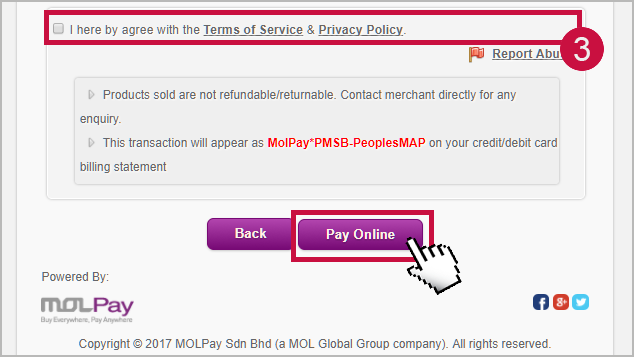 I here by agree with the Terms of Service & Privacy Policy.
3
Report Abu
Products sold are not refundable/returnable. Contact merchant directly for any
enquiry.
This transaction will appear as MolPay*PMSB-PeoplesMAP on your credit/debit card
billing statement
Back
Pay Online
Powered By:
MOLPay
Buy Everywhere, Pay Anywhere
Copyright © 2017 MOLPay Sdn Bhd (a MOL Global Group company). All rights reserved.